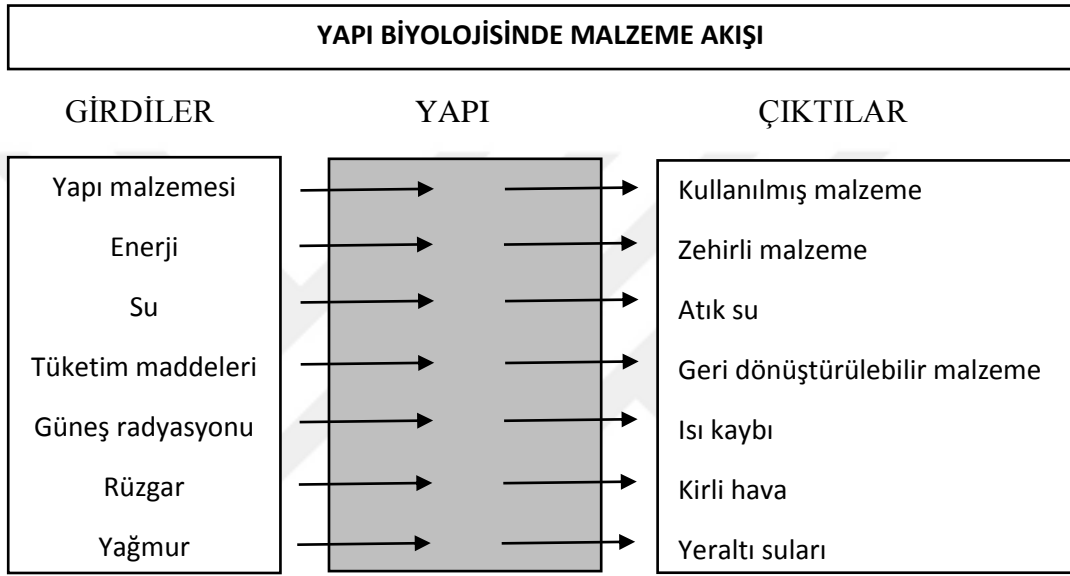 YAPI BİYOLOJİSİNDE MALZEME AKIŞI
GİRDİLER YAPI ÇIKTILAR
Yapı malzemesi Kullanılmış malzeme
Enerji Zehirli malzeme
Su Atık su
Tüketim maddeleri Geri dönüştürülebilir malzeme
Güneş radyasyonu Isı kaybı
Rüzgar Kirli hava
Yağmur Yeraltı suları